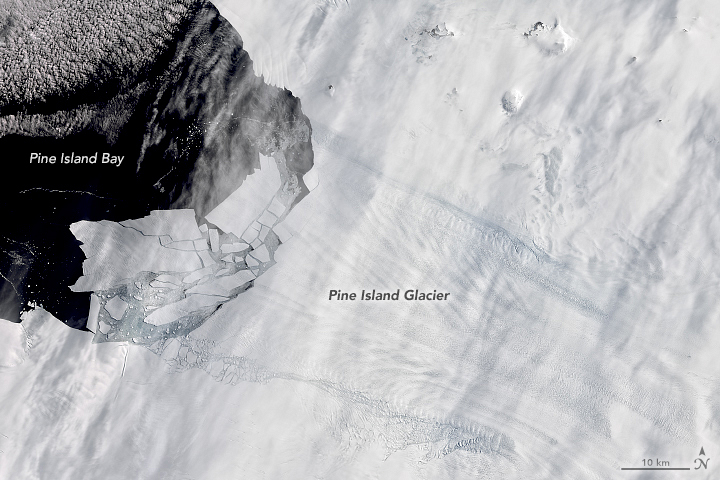 Pine Island Bay
Pine Island Glacier
10 km
N